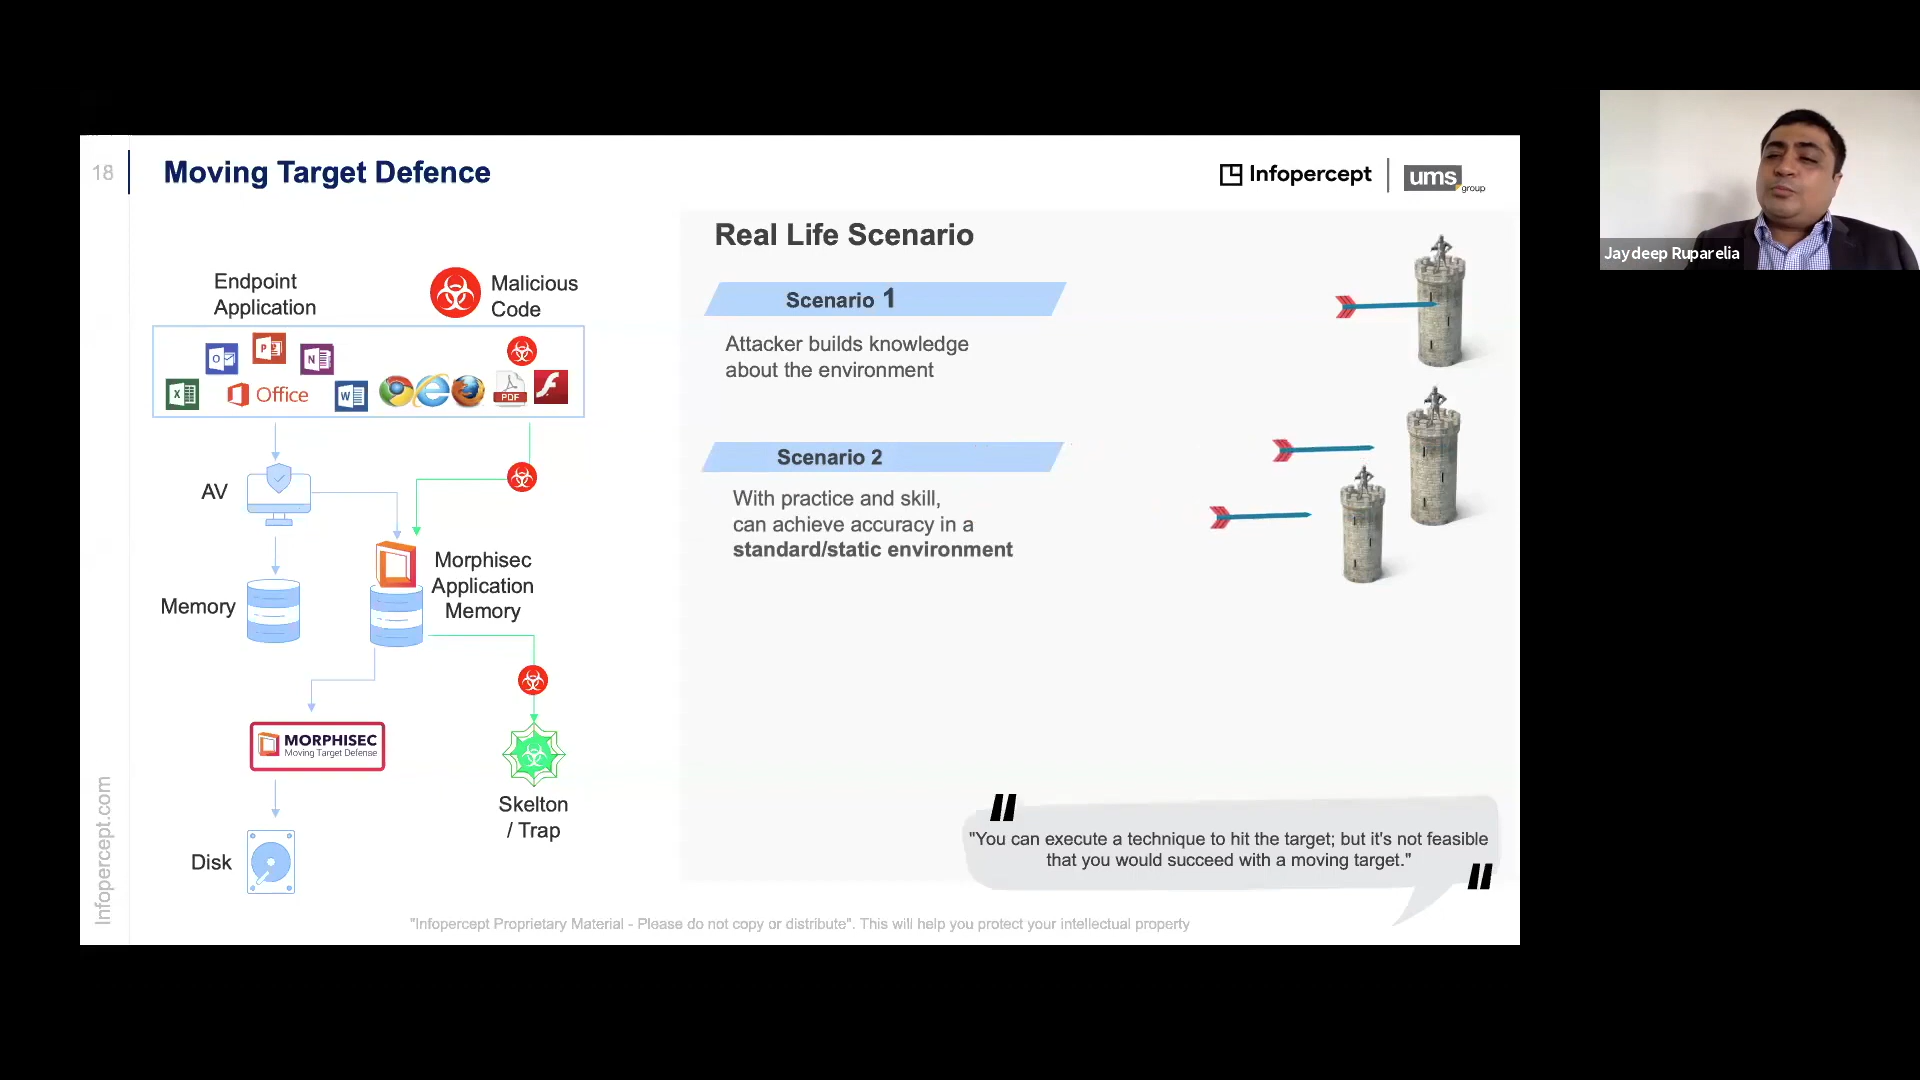 18
Moving Target Defence
Infopercept
ums group
Jaydeep Ruparelia
Endpoint
Application
Malicious
Code
Office
PDF
AV
Memory
Morphisec
Application
Memory
MORPHISEC
Moving Target Defense
Skelton
/ Trap
Disk
Infopercept.com
Real Life Scenario
Scenario 1
Attacker builds knowledge
about the environment
Scenario 2
With practice and skill,
can achieve accuracy in a
standard/static environment
"You can execute a technique to hit the target; but it's not feasible
that you would succeed with a moving target."
"Infopercept Proprietary Material - Please do not copy or distribute". This will help you protect your intellectual property